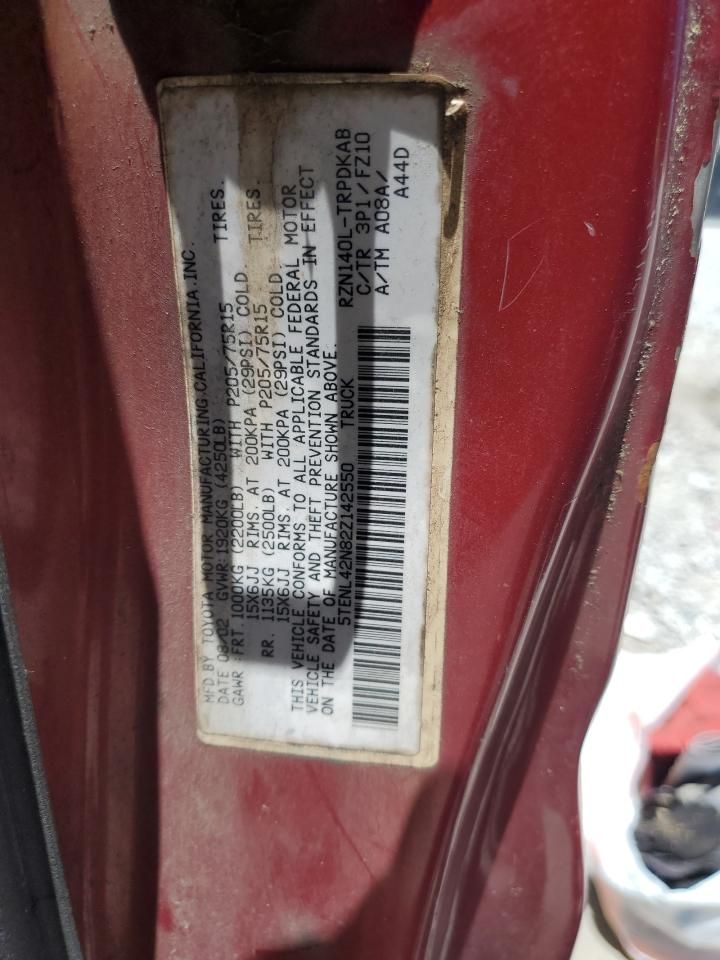 MFD BY TOYOTA MOTOR MANUFACTURING.CALIFORNIA.INC.
DATE 03/02 GVWR:1920KG (4250LB)
GAWR :FRT.1000KG (2200LB) WITH P205/75R15 TIRES.
15X6JJ RIMS AT 200KPA (29PSI) COLD
RR. 1135KG (2500LB) WITH P205/75R15 TIRES.
15X6JJ RIMS AT 200KPA (29PSI) COLD
THIS VEHICLE CONFORMS TO ALL APPLICABLE FEDERAL MOTOR
VEHICLE SAFETY AND THEFT PREVENTION STANDARDS IN EFFECT
ON THE DATE OF MANUFACTURE SHOWN ABOVE.
5TENL42N82Z142550 TRUCK
RZN140L-TRPDKAB
C/TR 3P1/FZ10
A/TM A08A/
A44D